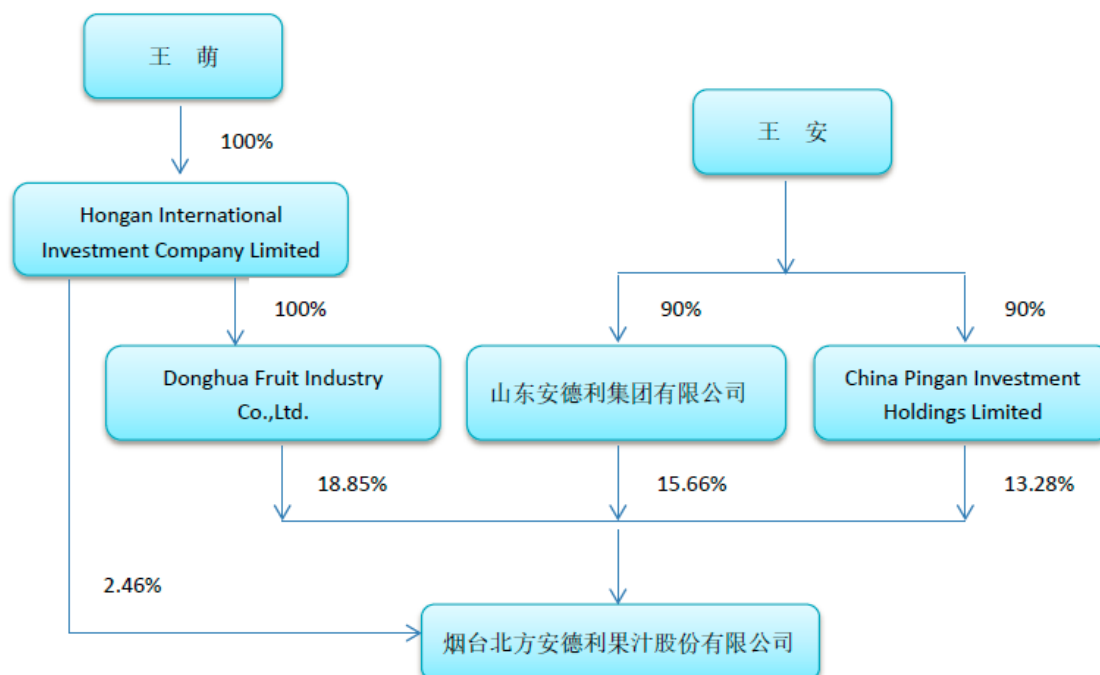 王 萌
100%
王 安
Hongan International
Investment Company Limited
100%
90%
90%
Donghua Fruit Industry
Co.,Ltd.
山东安德利集团有限公司
China Pingan Investment
Holdings Limited
18.85%
15.66%
13.28%
2.46%
烟台北方安德利果汁股份有限公司